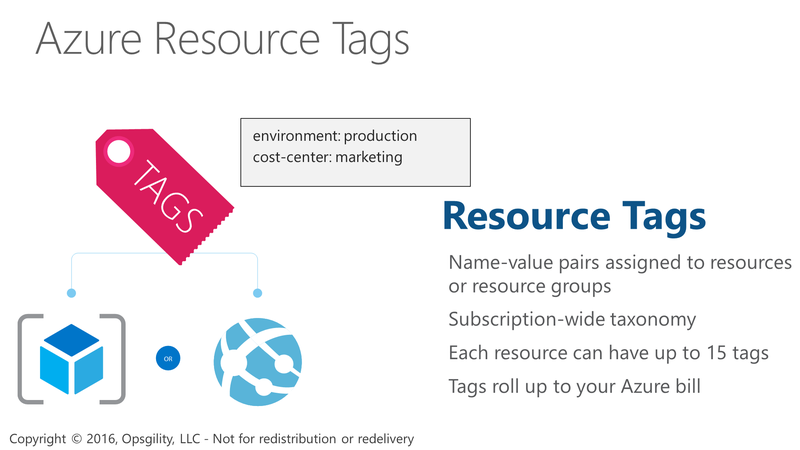 Azure Resource Tags
environment: production
cost-center: marketing
TAGS
Resource Tags
Name-value pairs assigned to resources
or resource groups
Subscription-wide taxonomy
Each resource can have up to 15 tags
Tags roll up to your Azure bill
OR
Copyright © 2016, Opsgility, LLC - Not for redistribution or redelivery